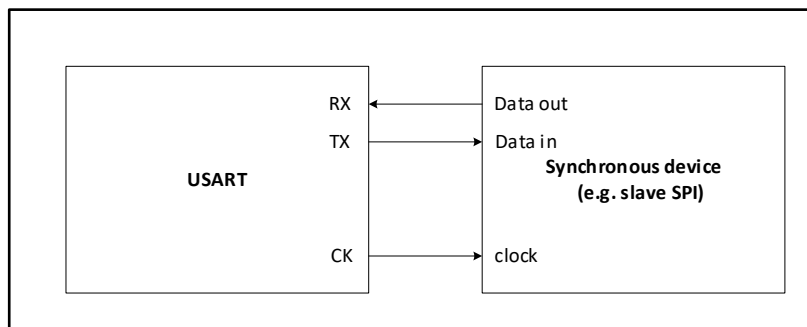 RX
Data out
TX
Data in
USART
Synchronous device
(e.g. slave SPI)
CK
clock